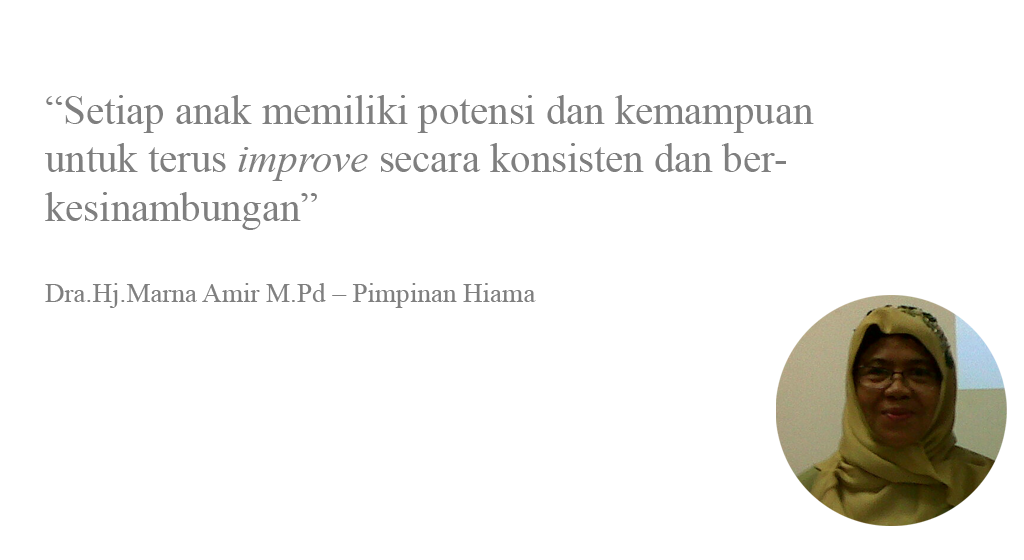 “Setiap anak memiliki potensi dan kemampuan
untuk terus improve secara konsisten dan ber-
kesinambungan”
Dra.Hj.Marna Amir M.Pd – Pimpinan Hiama